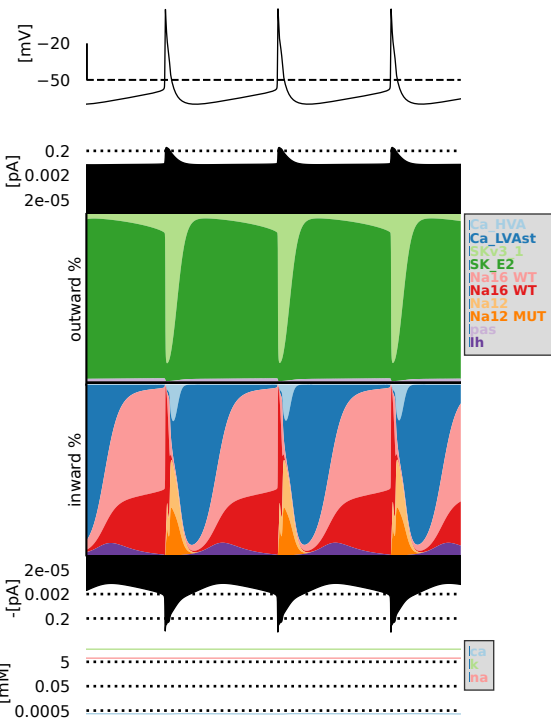 [mV]
−20
−50
[pA]
0.2
0.002
2e-05
outward %
Ca_HVA
Ca_LVAst
SKv3_1
SK_E2
Na16 WT
Na16 WT
Na12
Na12 MUT
pas
Ih
inward %
-[pA]
2e-05
0.002
0.2
[mM]
5
0.05
0.0005
ca
k
na